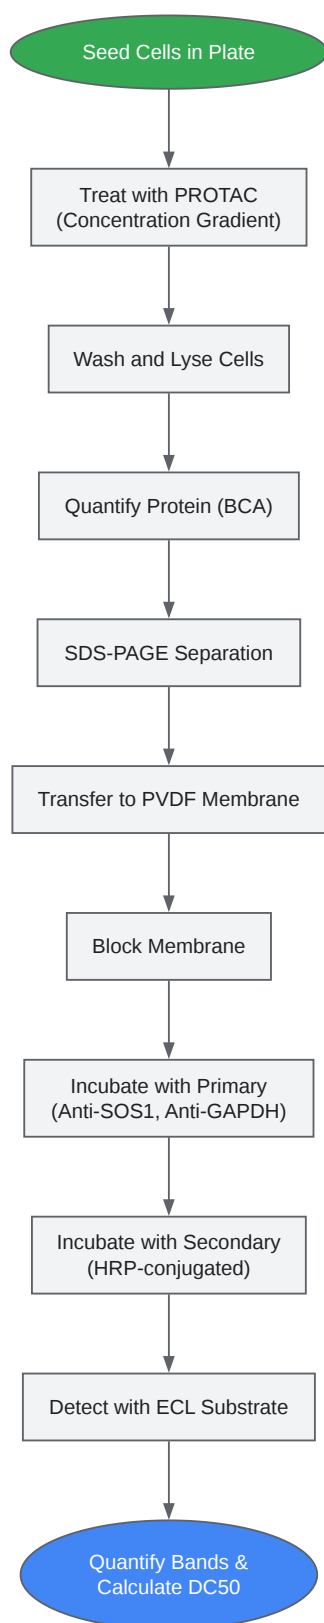 Seed Cells in Plate
Treat with PROTAC
(Concentration Gradient)
Wash and Lyse Cells
Quantify Protein (BCA)
SDS-PAGE Separation
Transfer to PVDF Membrane
Block Membrane
Incubate with Primary
(Anti-SOS1, Anti-GAPDH)
Incubate with Secondary
(HRP-conjugated)
Detect with ECL Substrate
Quantify Bands &
Calculate DC50